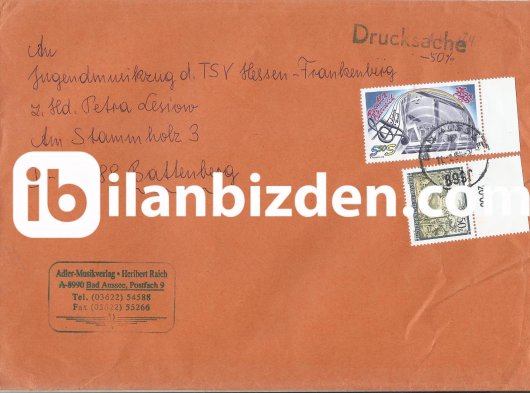 Drucksache
-50%
An
Jugendmusikzug d. TSV Hessen-Frankenberg
z. Hd. Petra Lesiow
Am Stammholz 3
Battenberg
ilanbizden.com
Adler-Musikverlag • Heribert Raich
A-8990 Bad Aussee, Postfach 9
Tel. (03622) 54588
Fax (03622) 55266